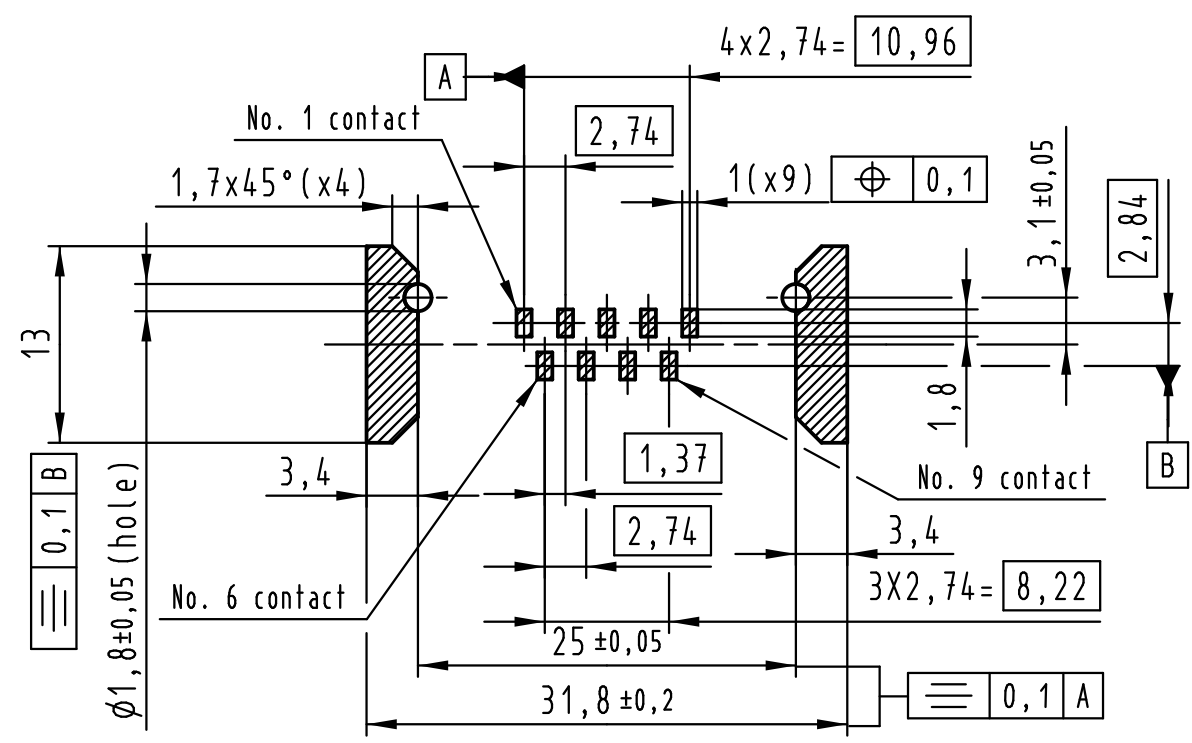 4x2,74= 10,96
A
No. 1 contact
2,74
1,7x45°(x4)
1(x9) ⌖ 0,1
3,1±0,05
2,84
13
1,8
B
1,37
3,4
No. 9 contact
⌯ 0,1 B
ø1,8±0,05(hole)
2,74
3,4
No. 6 contact
3X2,74= 8,22
25±0,05
31,8±0,2
⌯ 0,1 A